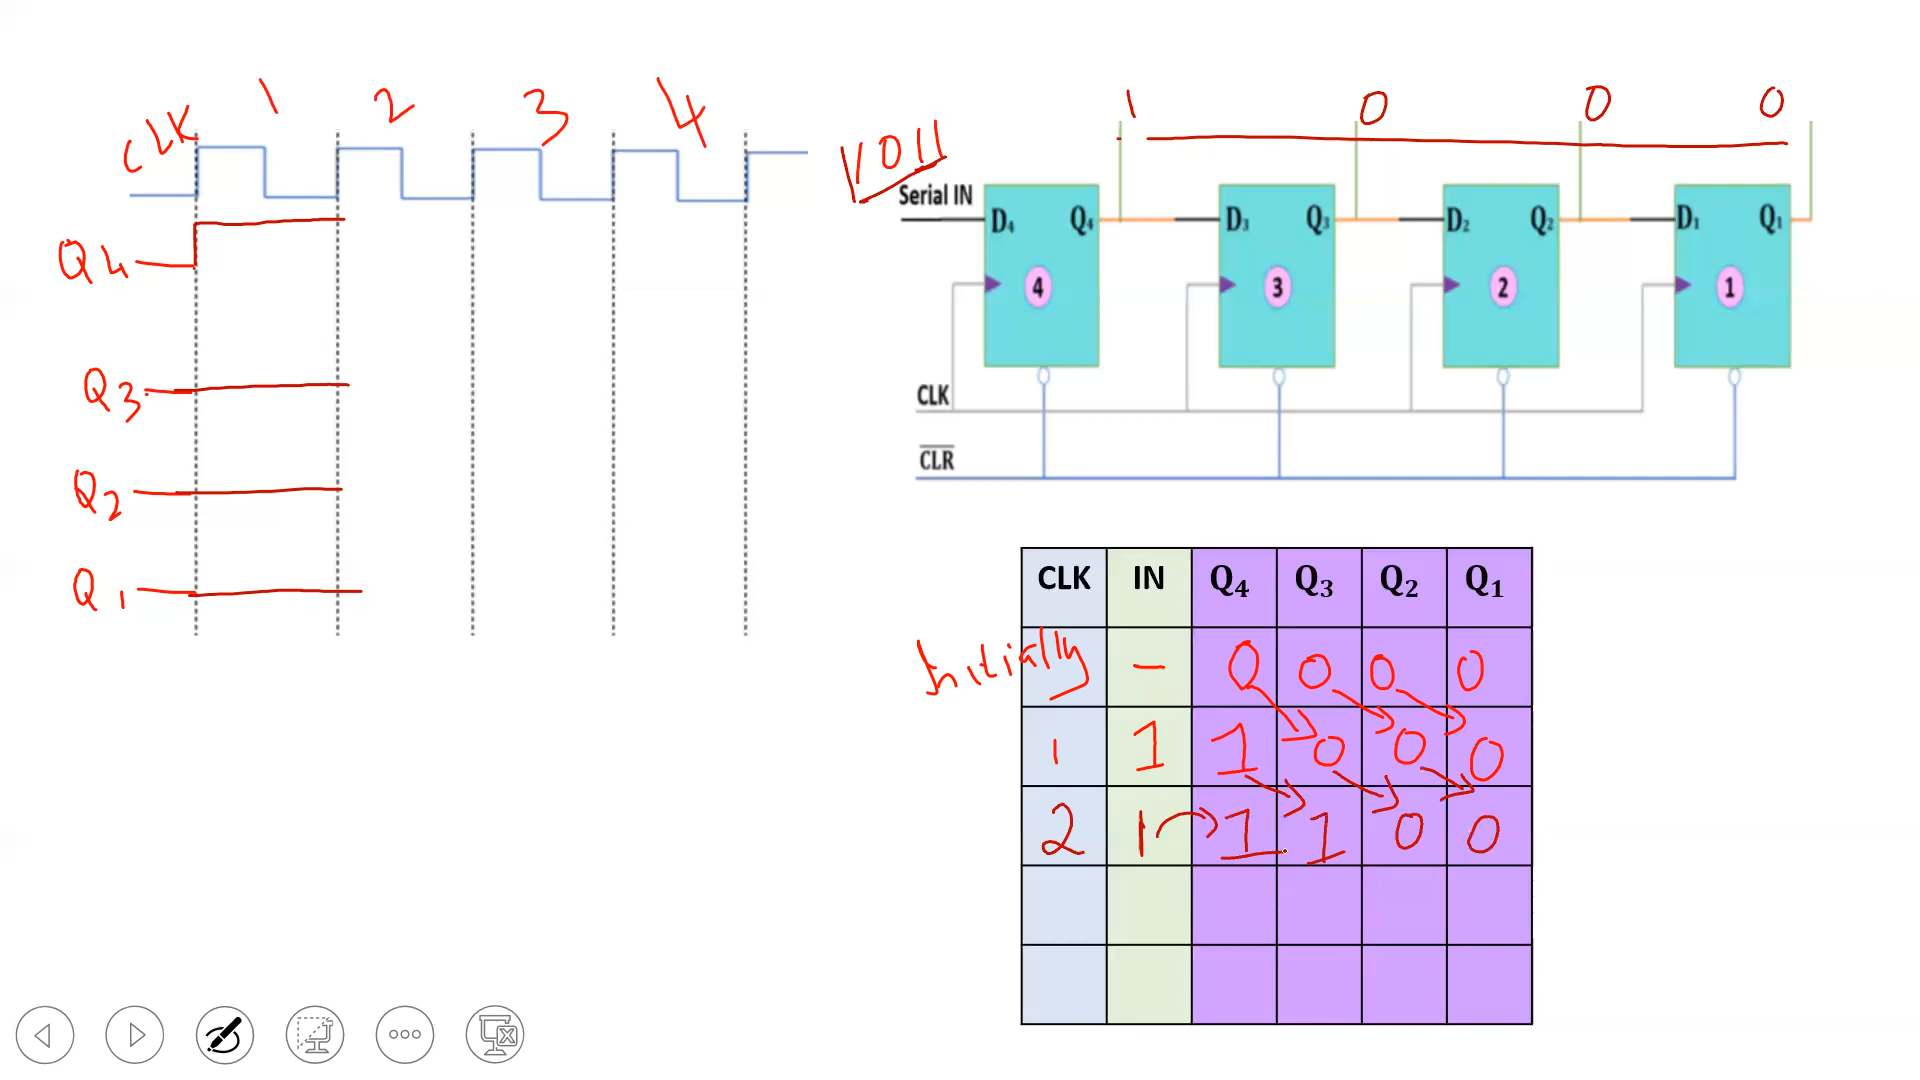 CLK 1 2 3 4
Q4
Q3
Q2
Q1
1 0 0 0
1011
Serial IN
D₄ Q₄ D₃ Q₃ D₂ Q₂ D₁ Q₁
4 3 2 1
CLK
C̅L̅R̅
CLK IN Q₄ Q₃ Q₂ Q₁
Initially - 0 0 0 0
1 1 1 0 0 0
2 1 1 1 0 0